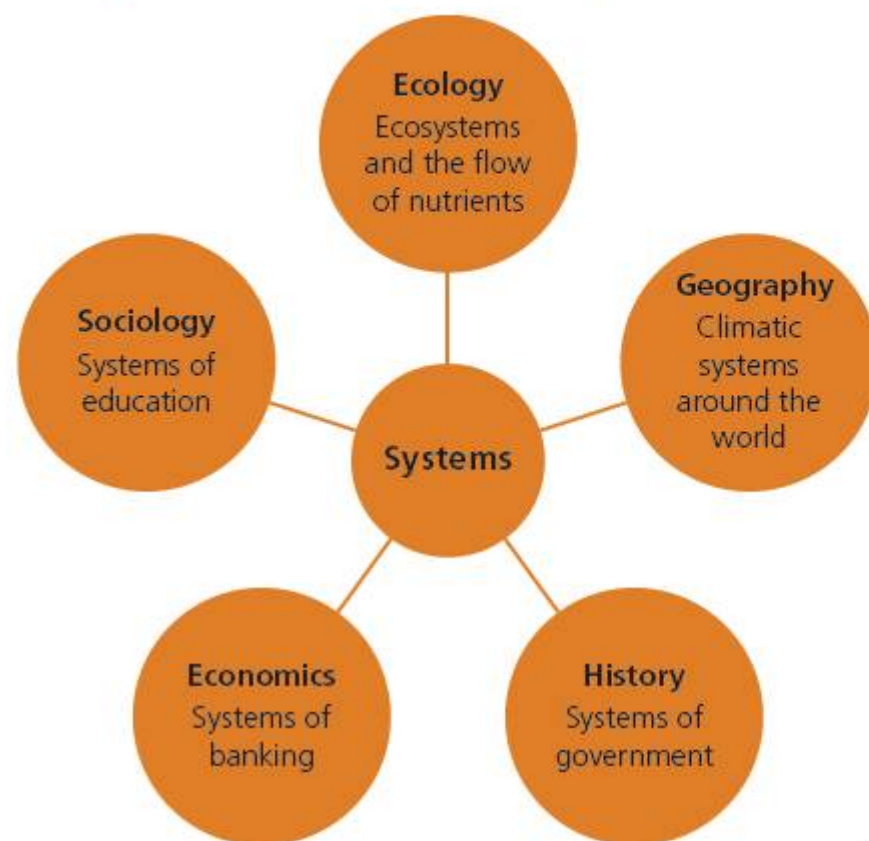 Ecology
Ecosystems
and the flow
of nutrients
Sociology
Systems of
education
Geography
Climatic
systems
around the
world
Systems
Economics
Systems of
banking
History
Systems of
government